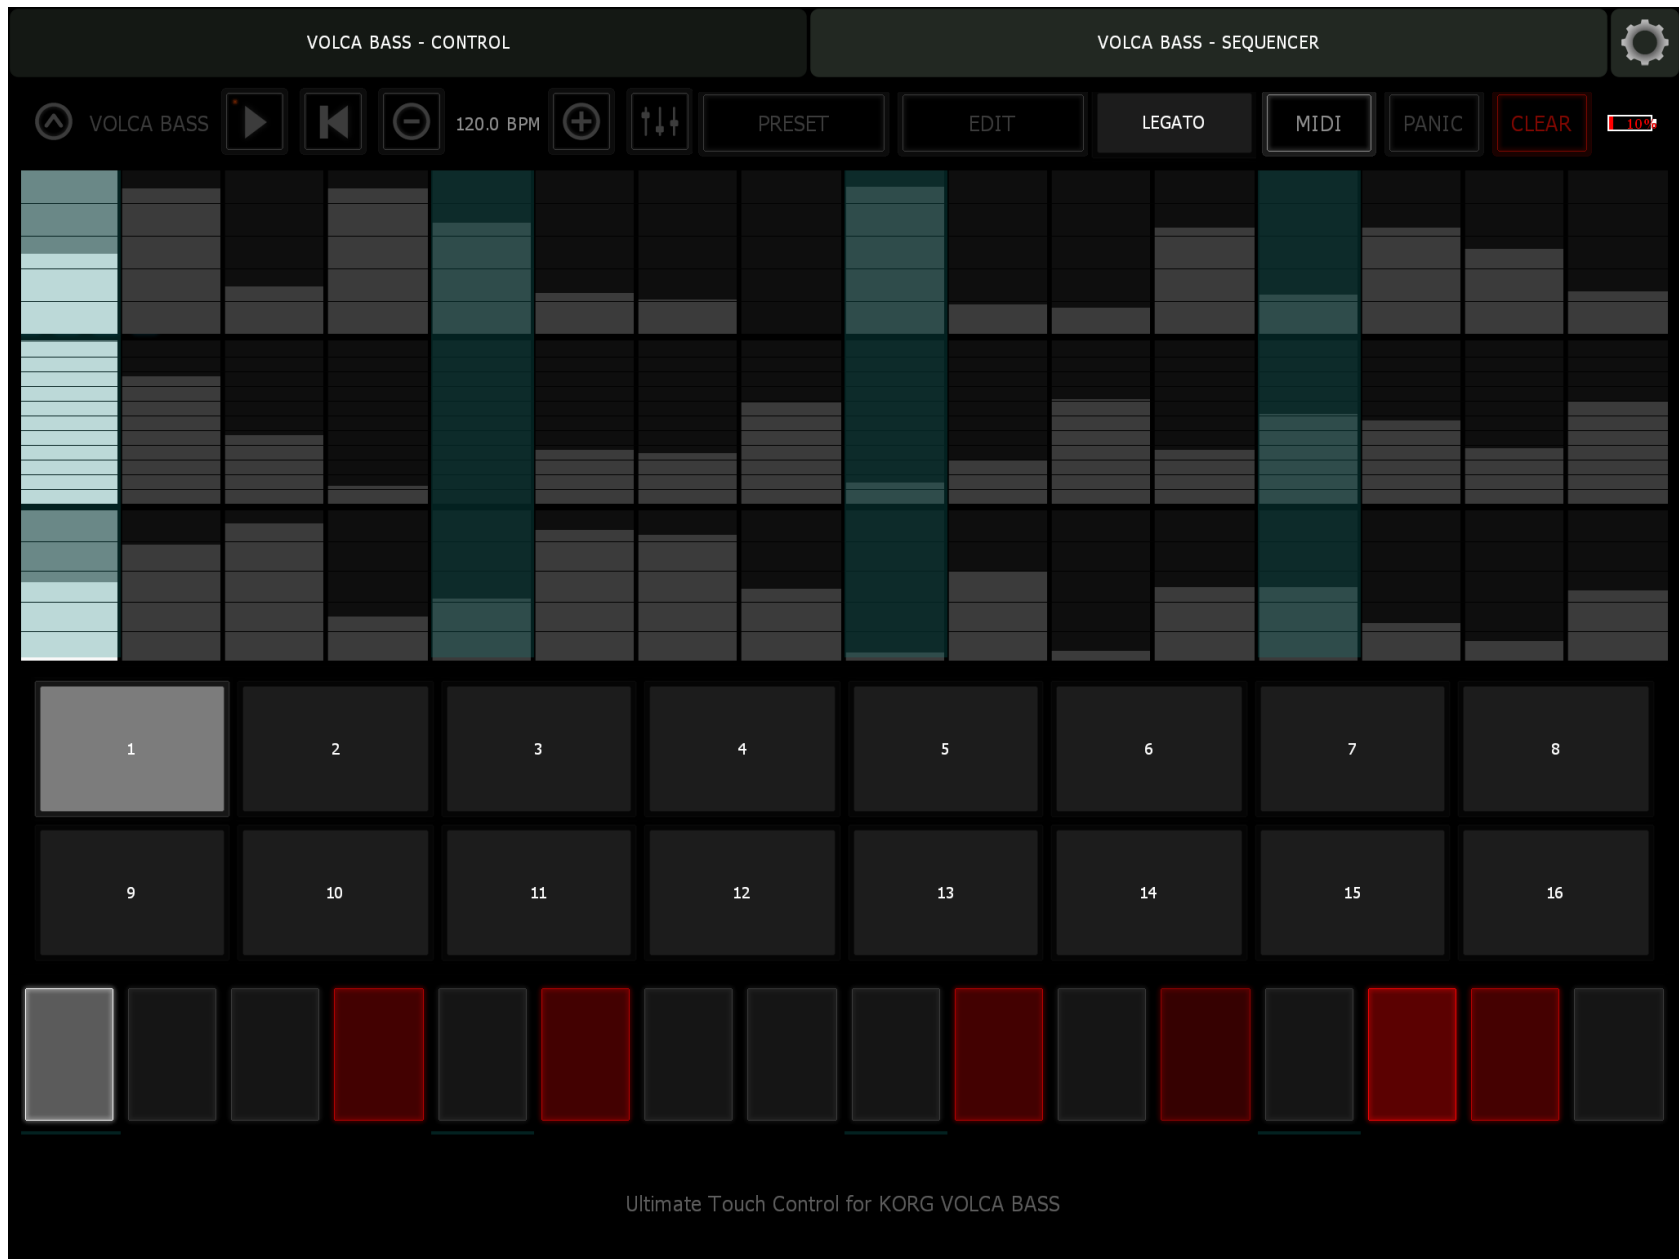 VOLCA BASS - CONTROL
VOLCA BASS - SEQUENCER
VOLCA BASS
120.0 BPM
PRESET
EDIT
LEGATO
MIDI
PANIC
CLEAR
10%
1
2
3
4
5
6
7
8
9
10
11
12
13
14
15
16
Ultimate Touch Control for KORG VOLCA BASS